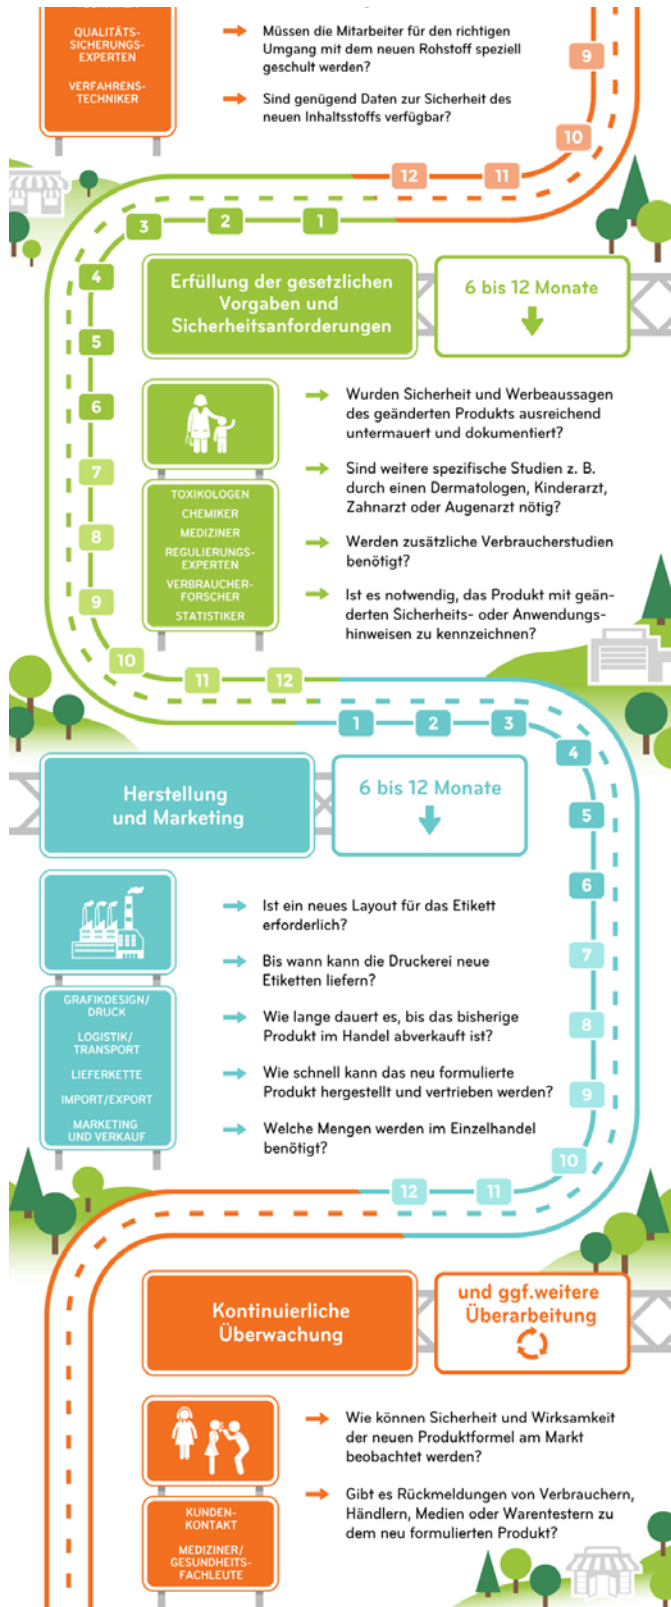 QUALITÄTS-
SICHERUNGS-
EXPERTEN
VERFAHRENS-
TECHNIKER
Müssen die Mitarbeiter für den richtigen
Umgang mit dem neuen Rohstoff speziell
geschult werden?
Sind genügend Daten zur Sicherheit des
neuen Inhaltsstoffs verfügbar?
9
10
11
12
1
2
3
4
5
6
7
8
9
10
11
12
Erfüllung der gesetzlichen
Vorgaben und
Sicherheitsanforderungen
6 bis 12 Monate
TOXIKOLOGEN
CHEMIKER
MEDIZINER
REGULIERUNGS-
EXPERTEN
VERBRAUCHER-
FORSCHER
STATISTIKER
Wurden Sicherheit und Werbeaussagen
des geänderten Produkts ausreichend
untermauert und dokumentiert?
Sind weitere spezifische Studien z. B.
durch einen Dermatologen, Kinderarzt,
Zahnarzt oder Augenarzt nötig?
Werden zusätzliche Verbraucherstudien
benötigt?
Ist es notwendig, das Produkt mit geän-
derten Sicherheits- oder Anwendungs-
hinweisen zu kennzeichnen?
1
2
3
4
5
6
7
8
9
10
11
12
Herstellung
und Marketing
6 bis 12 Monate
GRAFIKDESIGN/
DRUCK
LOGISTIK/
TRANSPORT
LIEFERKETTE
IMPORT/EXPORT
MARKETING
UND VERKAUF
Ist ein neues Layout für das Etikett
erforderlich?
Bis wann kann die Druckerei neue
Etiketten liefern?
Wie lange dauert es, bis das bisherige
Produkt im Handel abverkauft ist?
Wie schnell kann das neu formulierte
Produkt hergestellt und vertrieben werden?
Welche Mengen werden im Einzelhandel
benötigt?
Kontinuierliche
Überwachung
und ggf.weitere
Überarbeitung
KUNDEN-
KONTAKT
MEDIZINER/
GESUNDHEITS-
FACHLEUTE
Wie können Sicherheit und Wirksamkeit
der neuen Produktformel am Markt
beobachtet werden?
Gibt es Rückmeldungen von Verbrauchern,
Händlern, Medien oder Warentestern zu
dem neu formulierten Produkt?